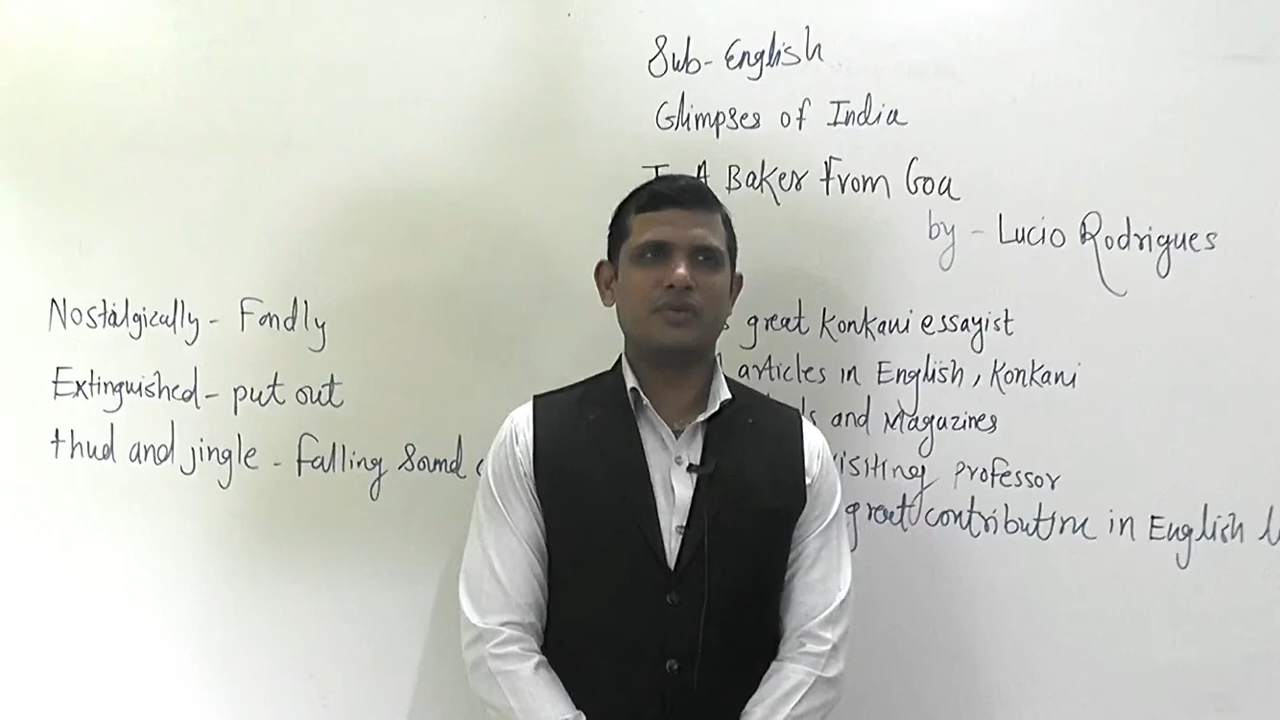 Sub- English
Glimpses of India
I. A Baker From Goa
by - Lucio Rodrigues
Nostalgically - Fondly
Extinguished - put out
thud and jingle - falling sound
great Konkani essayist
articles in English, Konkani
and Magazines
professor
great contribution in English